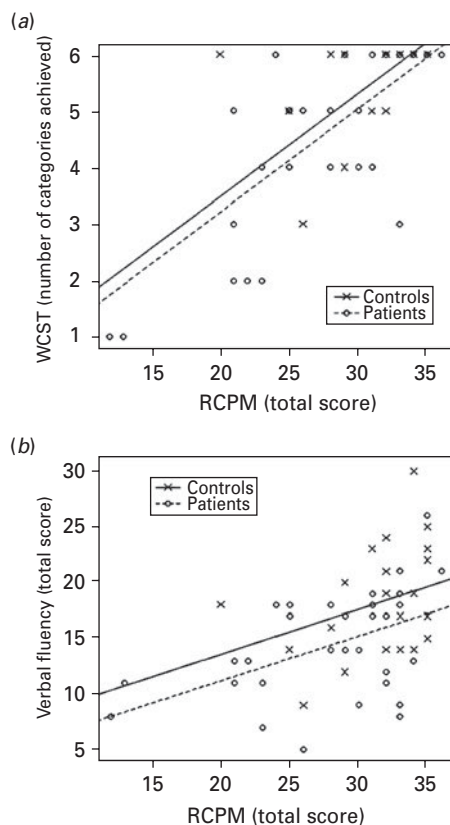 (a)
WCST (number of categories achieved)
6
5
4
3
2
1
Controls
Patients
15 20 25 30 35
RCPM (total score)
(b)
Verbal fluency (total score)
30
25
20
15
10
5
Controls
Patients
15 20 25 30 35
RCPM (total score)